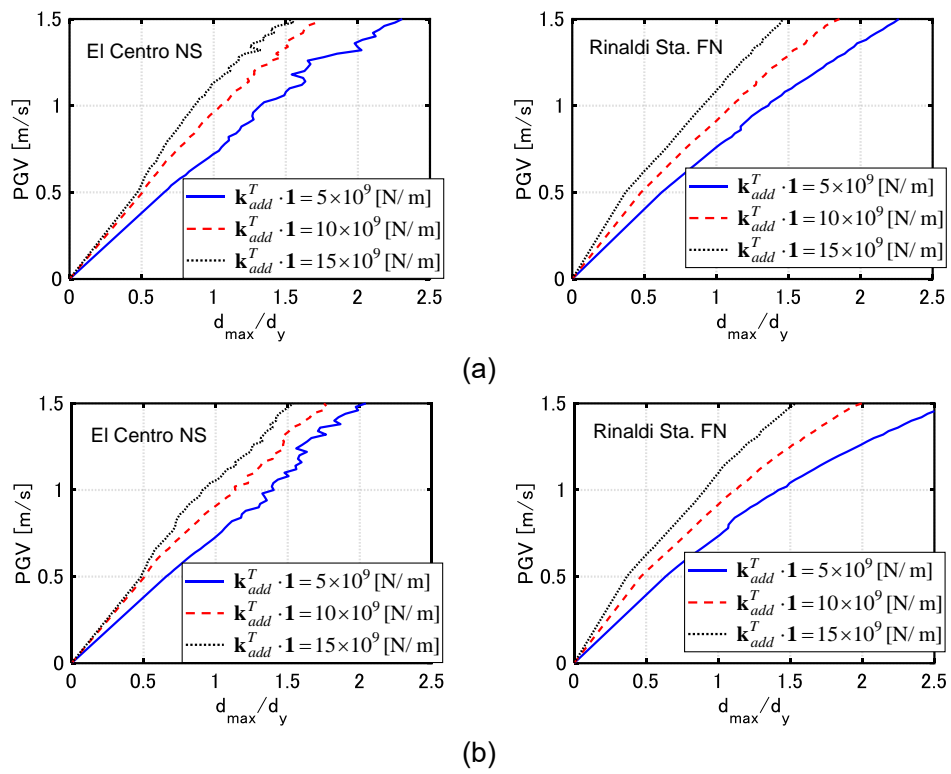 1.5
1
0.5
0
PGV [m/s]
El Centro NS
k^T_add · 1 = 5×10^9 [N/m]
k^T_add · 1 = 10×10^9 [N/m]
k^T_add · 1 = 15×10^9 [N/m]
0 0.5 1 1.5 2 2.5
d_max/d_y
1.5
1
0.5
0
PGV [m/s]
Rinaldi Sta. FN
k^T_add · 1 = 5×10^9 [N/m]
k^T_add · 1 = 10×10^9 [N/m]
k^T_add · 1 = 15×10^9 [N/m]
0 0.5 1 1.5 2 2.5
d_max/d_y
(a)
1.5
1
0.5
0
PGV [m/s]
El Centro NS
k^T_add · 1 = 5×10^9 [N/m]
k^T_add · 1 = 10×10^9 [N/m]
k^T_add · 1 = 15×10^9 [N/m]
0 0.5 1 1.5 2 2.5
d_max/d_y
1.5
1
0.5
0
PGV [m/s]
Rinaldi Sta. FN
k^T_add · 1 = 5×10^9 [N/m]
k^T_add · 1 = 10×10^9 [N/m]
k^T_add · 1 = 15×10^9 [N/m]
0 0.5 1 1.5 2 2.5
d_max/d_y
(b)